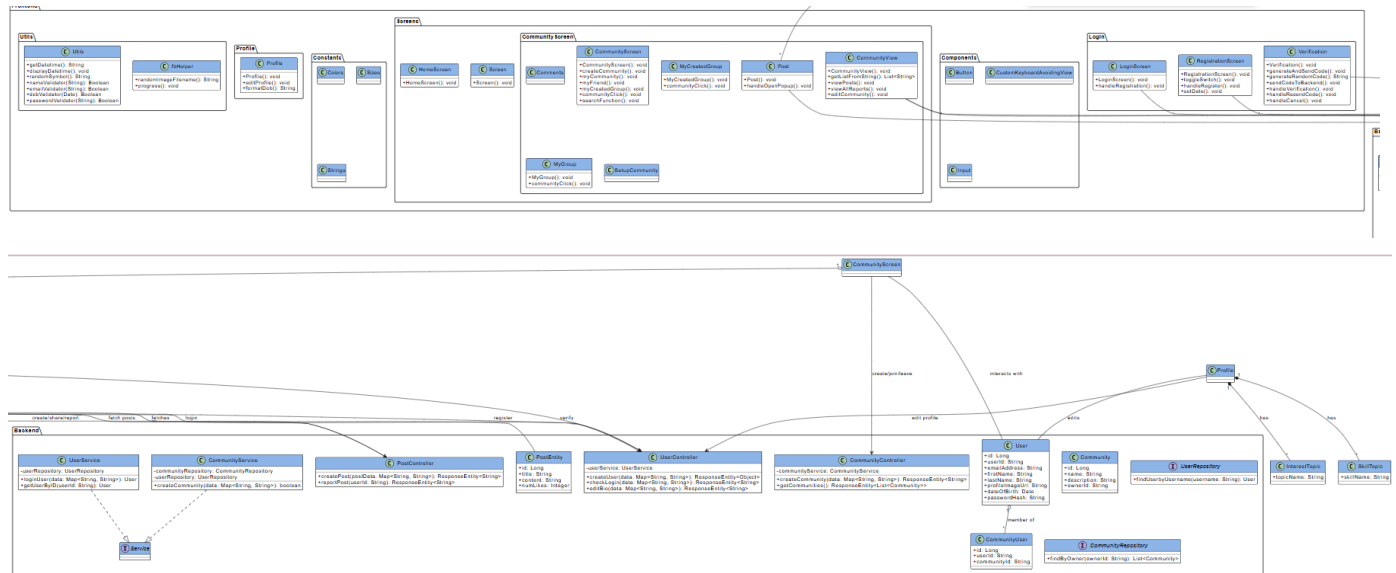 Frontend
Screens
Utils
Profile
Constants
Community Screen
Components
Login
C Utils
+getDatetime(): String
+displayDatetime(): void
+randomSymbol(): String
+nameValidator(String): Boolean
+emailValidator(String): Boolean
+dobValidator(Date): Boolean
+passwordValidator(String): Boolean
C fbHelper
+randomImageFilename(): String
+progress(): void
C Profile
+Profile(): void
+editProfile(): void
+formatDob(): String
C Colors
C Sizes
C Strings
C HomeScreen
+HomeScreen(): void
C Screen
+Screen(): void
C Comments
C CommunityScreen
+CommunityScreen(): void
+createCommunity(): void
+myCommunity(): void
+myFriend(): void
+myCreatedGroup(): void
+communityClick(): void
+searchFunction(): void
C MyCreatedGroup
+MyCreatedGroup(): void
+communityClick(): void
C Post
+Post(): void
+handleOpenPopup(): void
C CommunityView
+CommunityView(): void
+getListFromString(): List<String>
+viewPosts(): void
+viewAllReports(): void
+editCommunity(): void
C MyGroup
+MyGroup(): void
+communityClick(): void
C SetupCommunity
C Button
C CustomKeyboardAvoidingView
C Input
C LoginScreen
+LoginScreen(): void
+handleRegistration(): void
C RegistrationScreen
+RegistrationScreen(): void
+toggleSwitch(): void
+handleRegister(): void
+setDate(): void
C Verification
+Verification(): void
+generateAndSendCode(): void
+generateRandomCode(): String
+sendCodeToBackend(): void
+handleVerification(): void
+handleResendCode(): void
+handleCancel(): void
C CommunityScreen
create/join/leave
interacts with
C Profile
create/share/report
fetch posts
fetches
login
register
verify
edit profile
edits
has
has
Backend
C UserService
-userRepository: UserRepository
+loginUser(data: Map<String, String>): User
+getUserByID(userId: String): User
C CommunityService
-communityRepository: CommunityRepository
-userRepository: UserRepository
+createCommunity(data: Map<String, String>): boolean
C PostController
+createPost(postData: Map<String, String>): ResponseEntity<String>
+reportPost(userId: String): ResponseEntity<String>
C PostEntity
+id: Long
+title: String
+content: String
+numLikes: Integer
C UserController
-userService: UserService
+createUser(data: Map<String, String>): ResponseEntity<Object>
+checkLogin(data: Map<String, String>): ResponseEntity<String>
+editBio(data: Map<String, String>): ResponseEntity<String>
C CommunityController
-communityService: CommunityService
+createCommunity(data: Map<String, String>): ResponseEntity<String>
+getCommunities(): ResponseEntity<List<Community>>
C User
+id: Long
+userId: String
+emailAddress: String
+firstName: String
+lastName: String
+profileImageUrl: String
+dateOfBirth: Date
+passwordHash: String
C Community
+id: Long
+name: String
+description: String
+ownerId: String
I UserRepository
+findUserbyUsername(username: String): User
C InterestTopic
+topicName: String
C SkillTopic
+skillName: String
member of
I Service
C CommunityUser
+id: Long
+userId: String
+communityId: String
I CommunityRepository
+findByOwner(ownerId: String): List<Community>